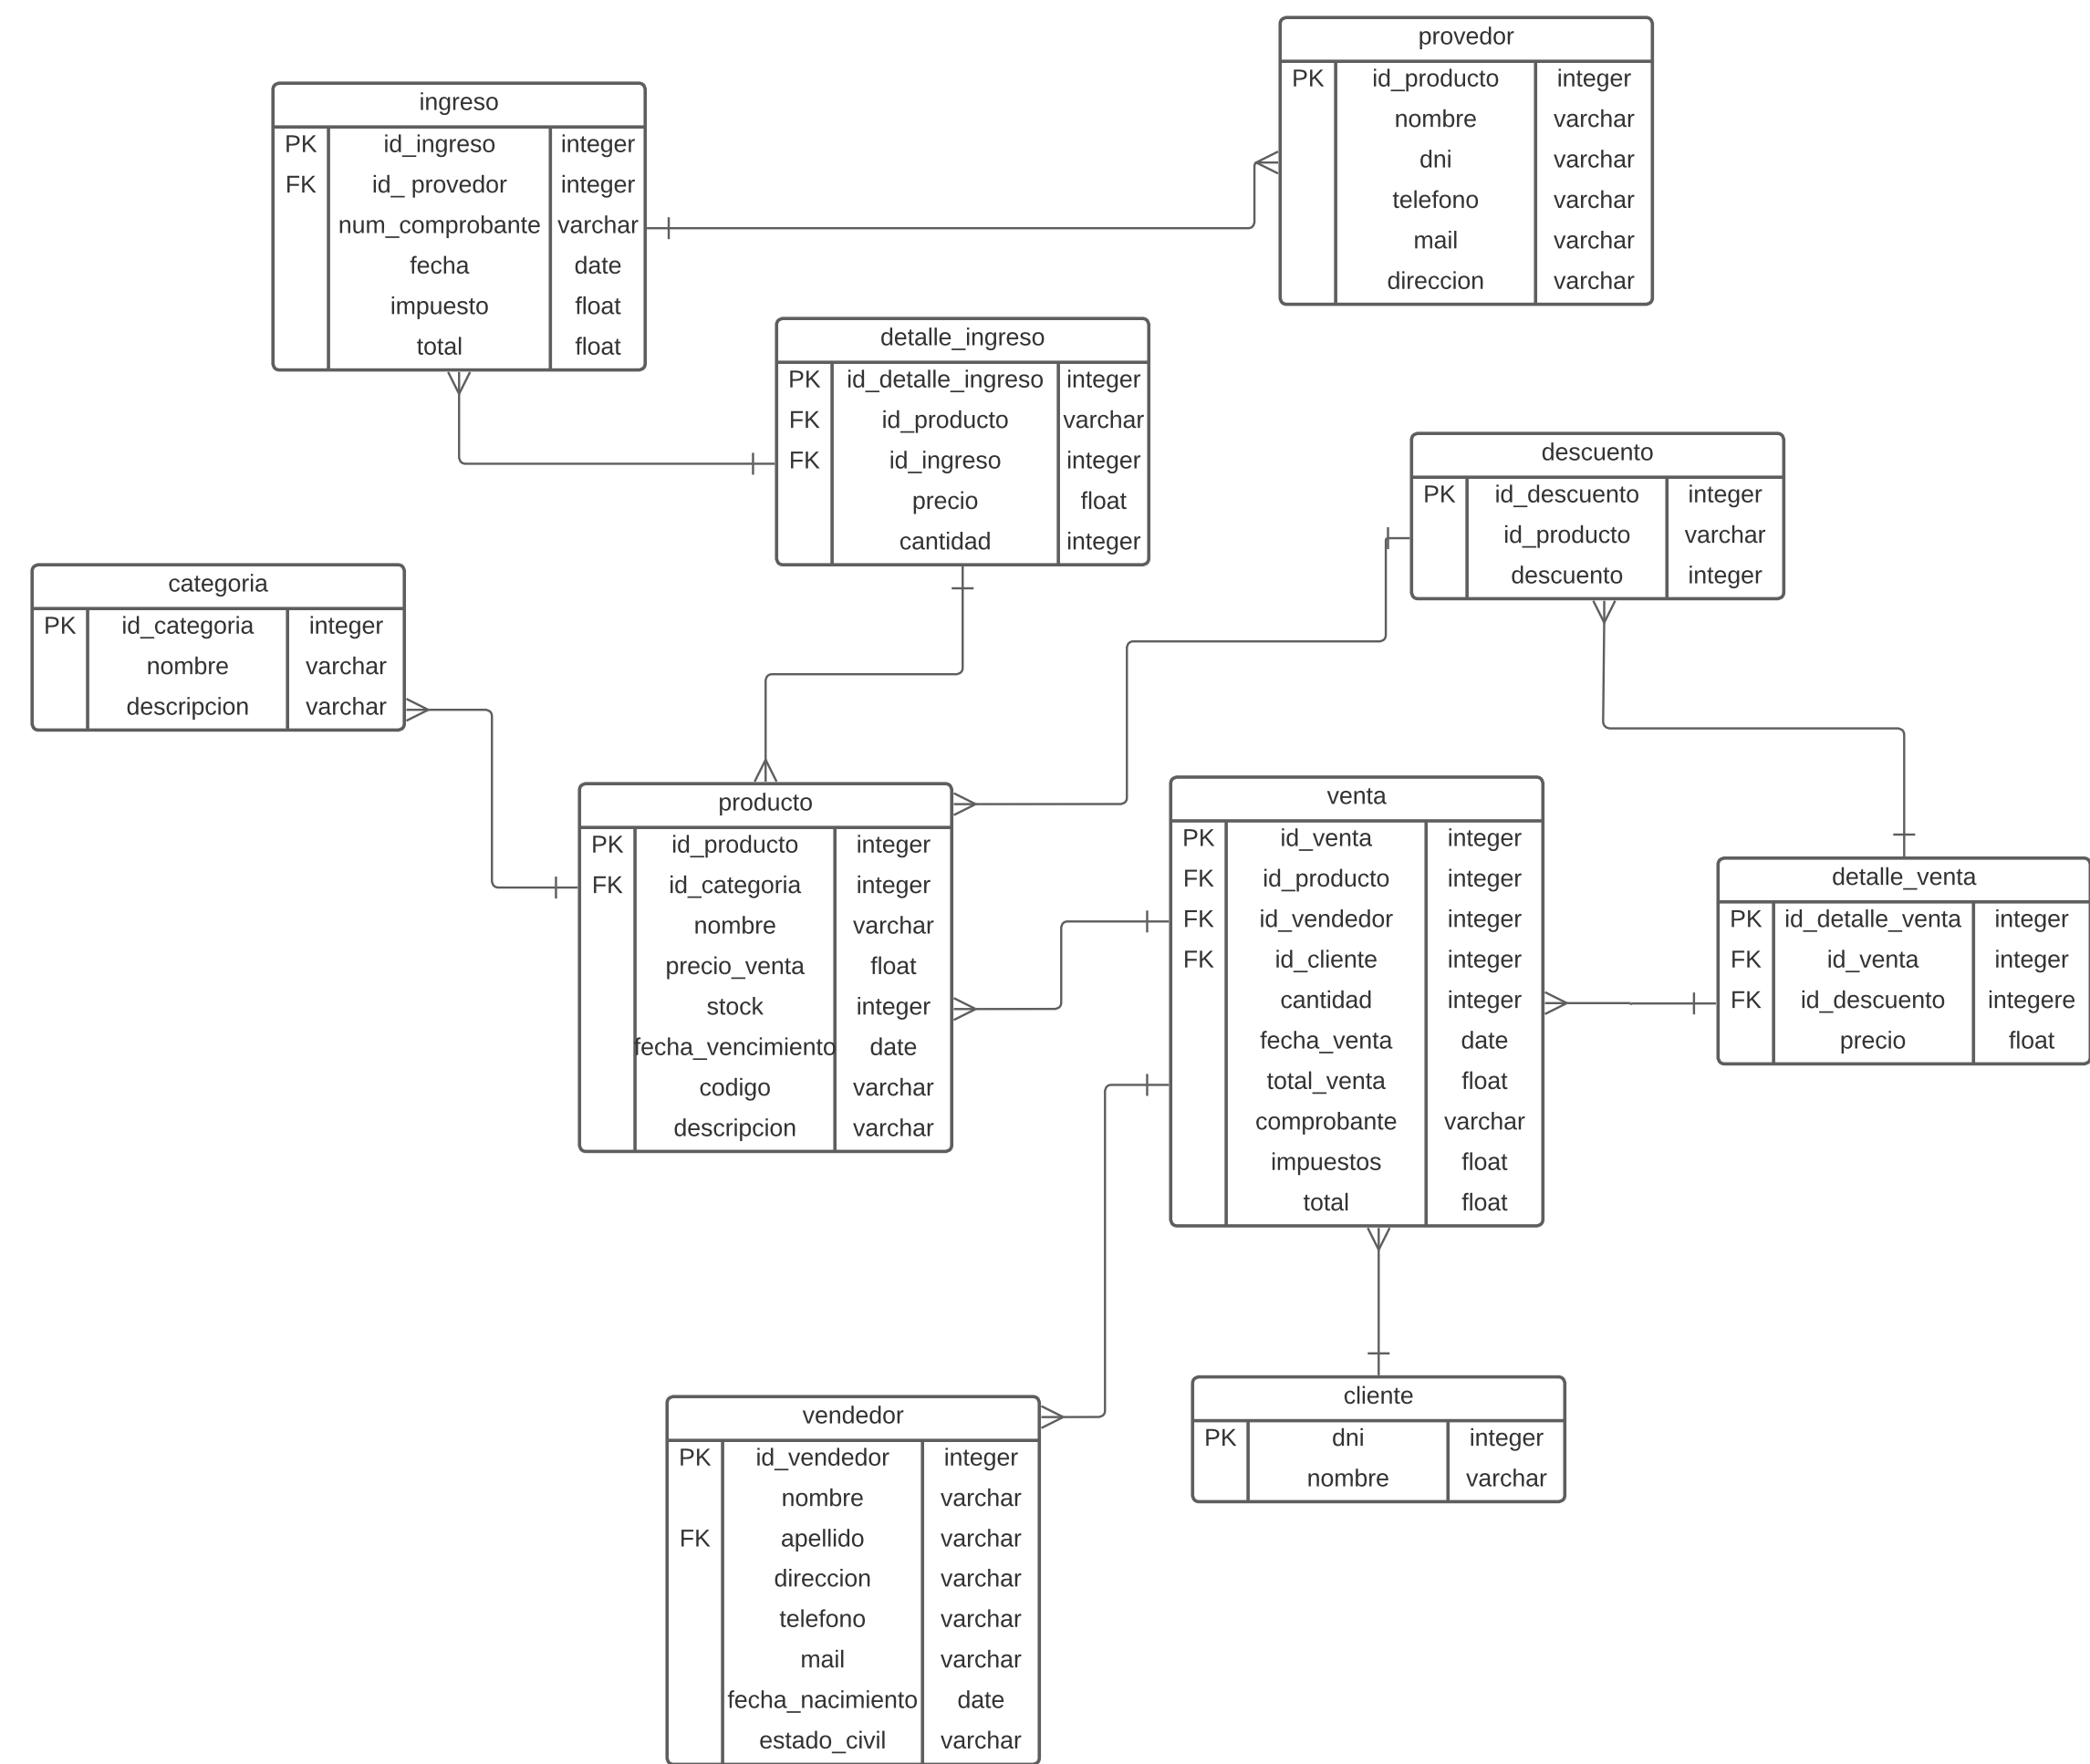 provedor
PK id_producto integer
nombre varchar
dni varchar
telefono varchar
mail varchar
direccion varchar
ingreso
PK id_ingreso integer
FK id_ provedor integer
num_comprobante varchar
fecha date
impuesto float
total float
detalle_ingreso
PK id_detalle_ingreso integer
FK id_producto varchar
FK id_ingreso integer
precio float
cantidad integer
descuento
PK id_descuento integer
id_producto varchar
descuento integer
categoria
PK id_categoria integer
nombre varchar
descripcion varchar
producto
PK id_producto integer
FK id_categoria integer
nombre varchar
precio_venta float
stock integer
fecha_vencimiento date
codigo varchar
descripcion varchar
venta
PK id_venta integer
FK id_producto integer
FK id_vendedor integer
FK id_cliente integer
cantidad integer
fecha_venta date
total_venta float
comprobante varchar
impuestos float
total float
detalle_venta
PK id_detalle_venta integer
FK id_venta integer
FK id_descuento integere
precio float
cliente
PK dni integer
nombre varchar
vendedor
PK id_vendedor integer
nombre varchar
FK apellido varchar
direccion varchar
telefono varchar
mail varchar
fecha_nacimiento date
estado_civil varchar